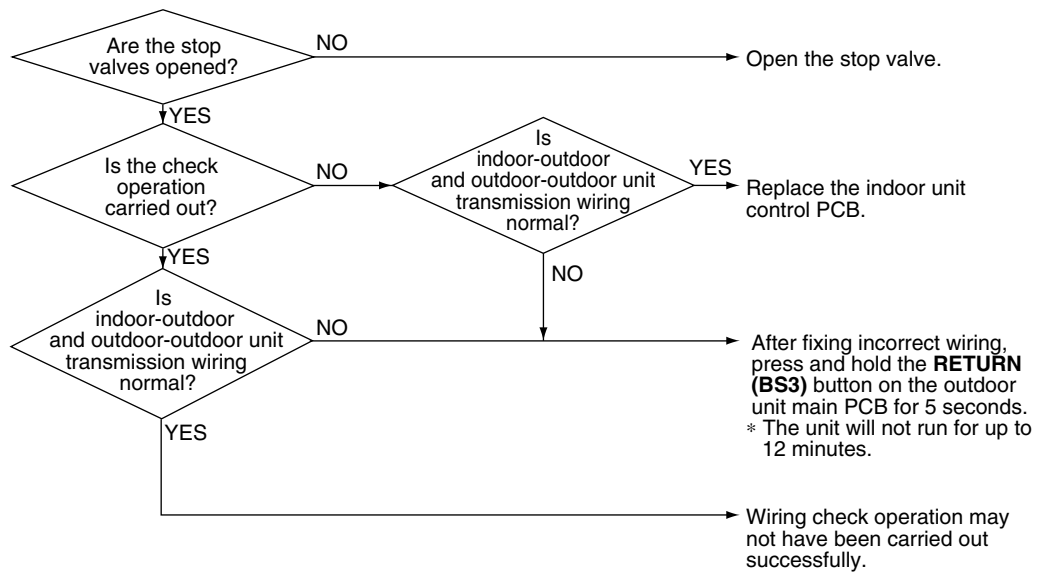 Are the stop
valves opened?
NO
Open the stop valve.
YES
Is the check
operation
carried out?
NO
Is
indoor-outdoor
and outdoor-outdoor unit
transmission wiring
normal?
YES
Replace the indoor unit
control PCB.
YES
NO
Is
indoor-outdoor
and outdoor-outdoor unit
transmission wiring
normal?
NO
After fixing incorrect wiring,
press and hold the RETURN
(BS3) button on the outdoor
unit main PCB for 5 seconds.
* The unit will not run for up to
12 minutes.
YES
Wiring check operation may
not have been carried out
successfully.